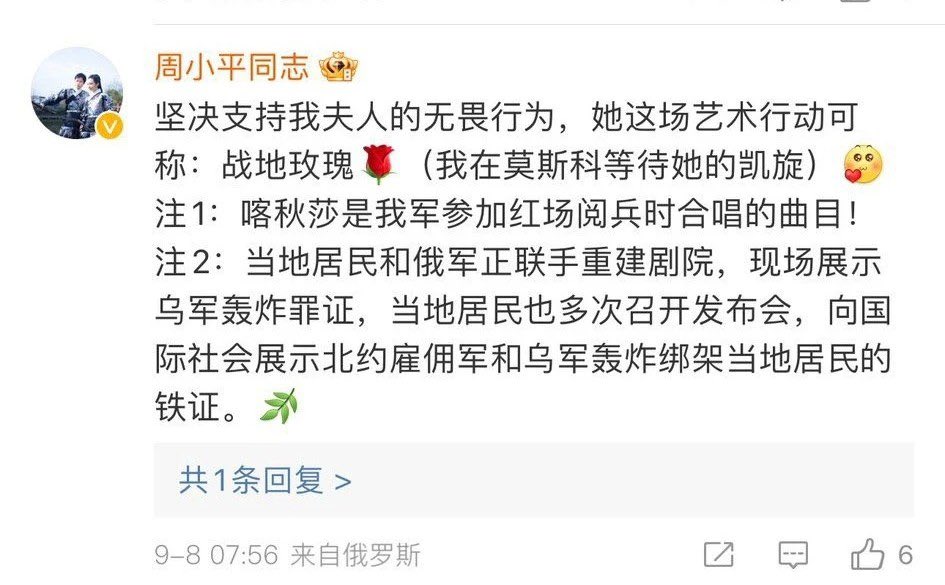 周小平同志
坚决支持我夫人的无畏行为，她这场艺术行动可
称：战地玫瑰🌹（我在莫斯科等待她的凯旋）🥰
注1：喀秋莎是我军参加红场阅兵时合唱的曲目！
注2：当地居民和俄军正联手重建剧院，现场展示
乌军轰炸罪证，当地居民也多次召开发布会，向国
际社会展示北约雇佣军和乌军轰炸绑架当地居民的
铁证。🌿
共1条回复 >
9-8 07:56 来自俄罗斯
6